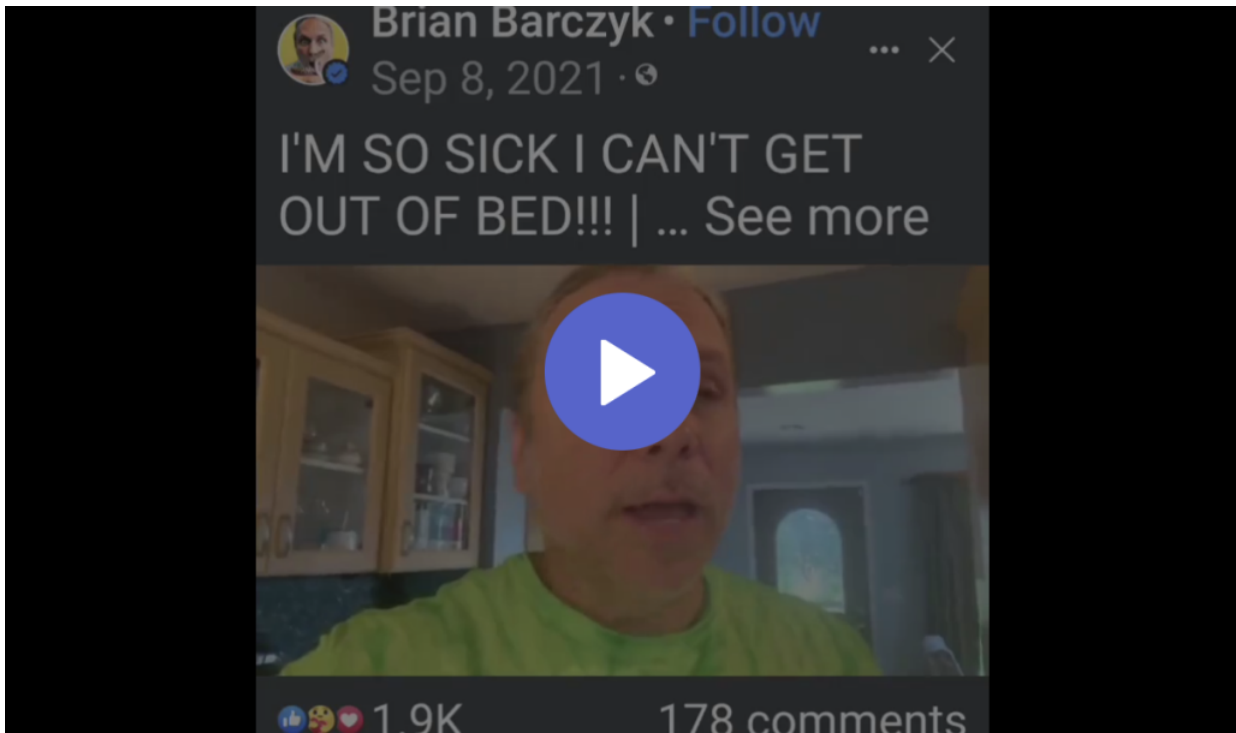 Brian Barczyk • Follow
Sep 8, 2021 ·
I'M SO SICK I CAN'T GET
OUT OF BED!!! | ... See more
1.9K 178 comments